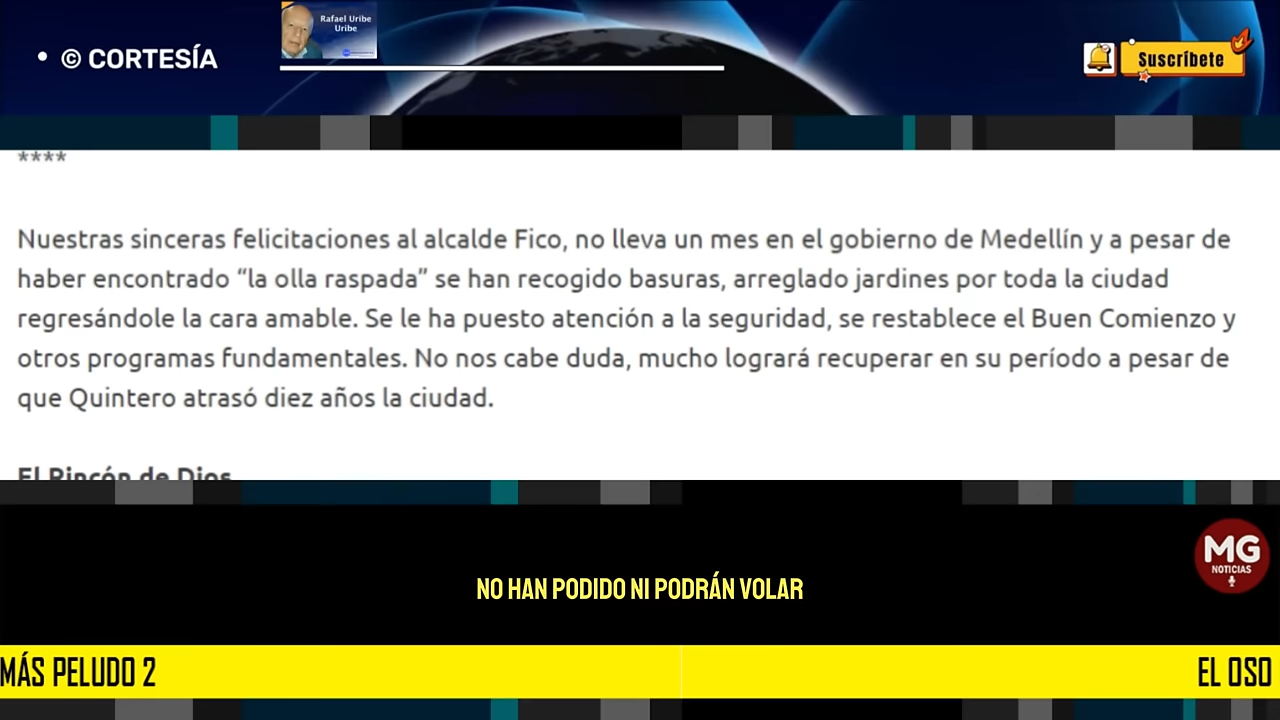 • © CORTESÍA
Rafael Uribe
Uribe
Suscríbete
****
Nuestras sinceras felicitaciones al alcalde Fico, no lleva un mes en el gobierno de Medellín y a pesar de
haber encontrado “la olla raspada” se han recogido basuras, arreglado jardines por toda la ciudad
regresándole la cara amable. Se le ha puesto atención a la seguridad, se restablece el Buen Comienzo y
otros programas fundamentales. No nos cabe duda, mucho logrará recuperar en su período a pesar de
que Quintero atrasó diez años la ciudad.
El Rincón de Dios
MG
NOTICIAS
NO HAN PODIDO NI PODRÁN VOLAR
MÁS PELUDO 2
EL OSO